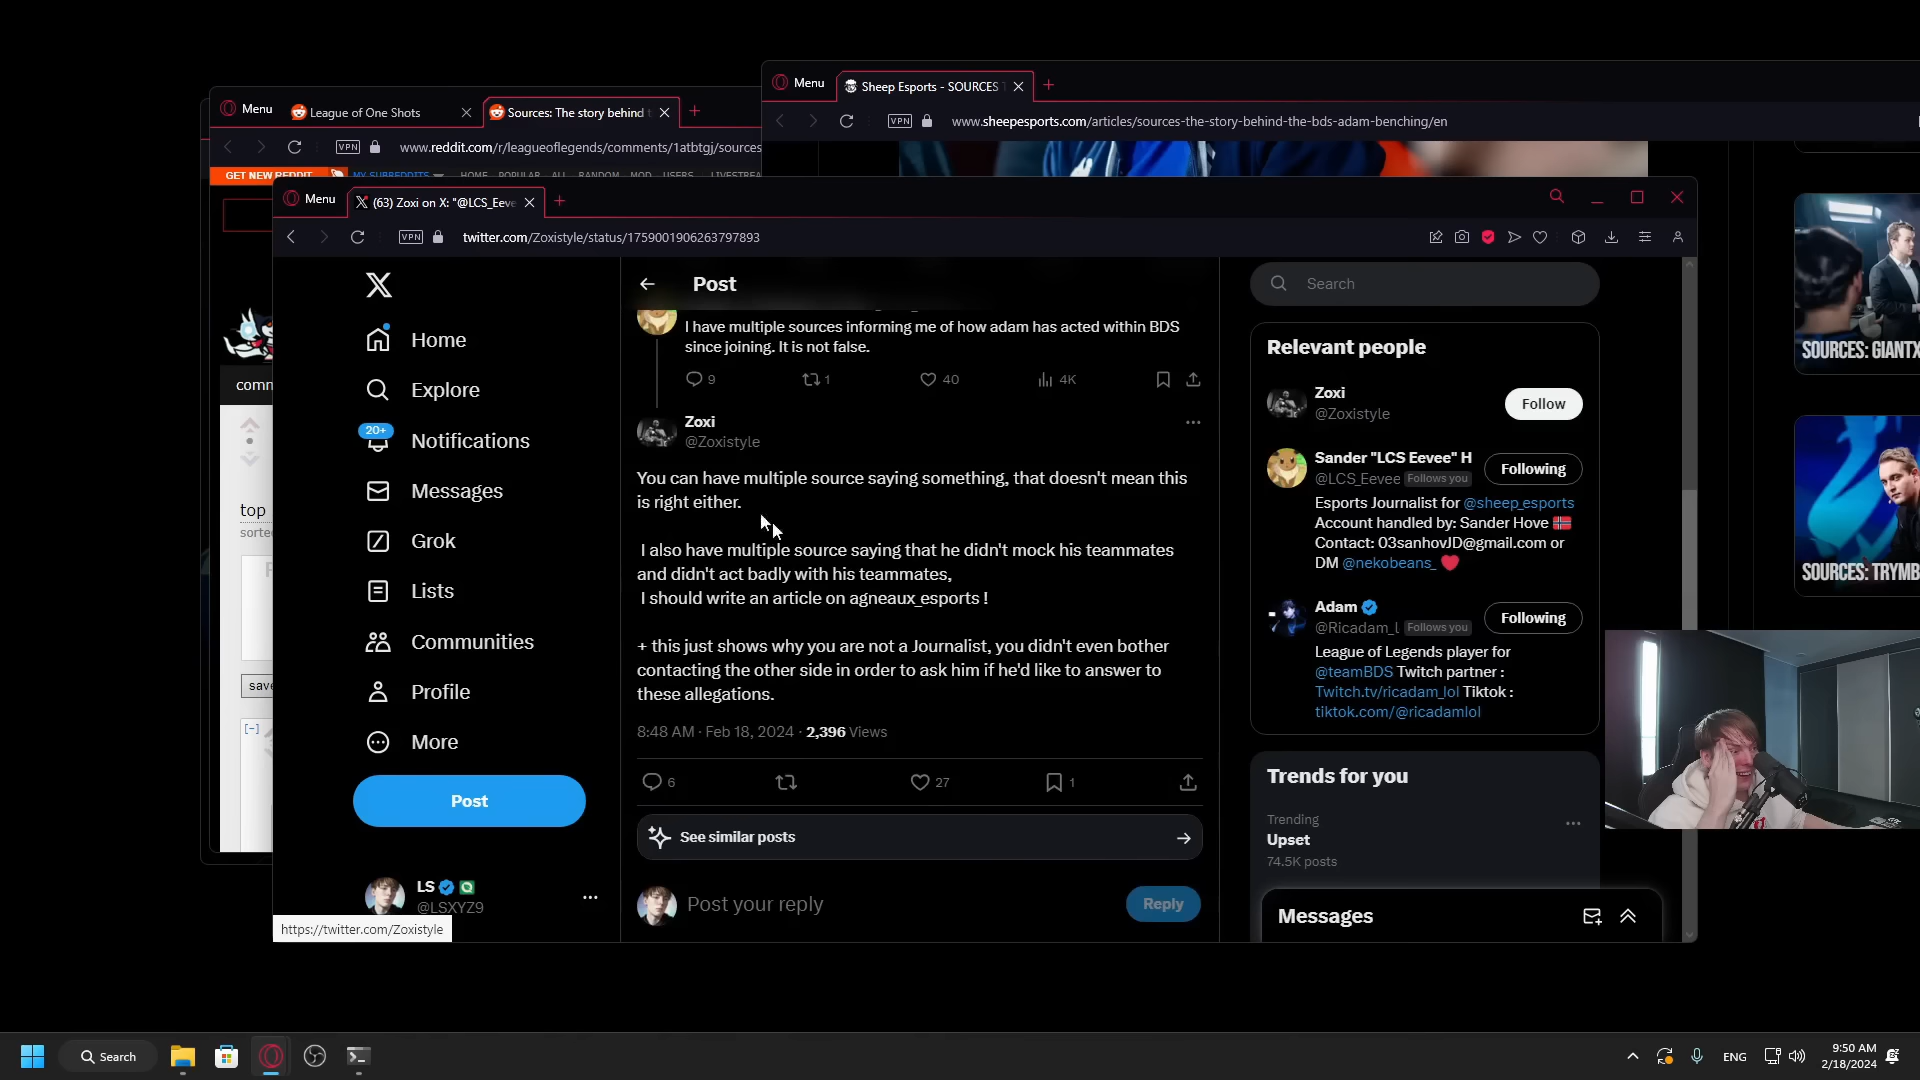 Menu
Sheep Esports - SOURCES
www.sheepesports.com/articles/sources-the-story-behind-the-bds-adam-benching/en
VPN
Menu
League of One Shots
Sources: The story behind
VPN
www.reddit.com/r/leagueoflegends/comments/1atbtgj/sources
GET NEW REDDIT
MY SUBREDDITS
HOME POPULAR ALL RANDOM MOD USERS LIVESTREA
Menu
(63) Zoxi on X: "@LCS_Eeve
VPN
twitter.com/Zoxistyle/status/1759001906263797893
comn
top
sorte
save
[-]
Home
Explore
20+
Notifications
Messages
Grok
Lists
Communities
Profile
More
Post
LS
@LSXYZ9
https://twitter.com/Zoxistyle
Post
I have multiple sources informing me of how adam has acted within BDS
since joining. It is not false.
9
1
40
4K
Zoxi
@Zoxistyle
You can have multiple source saying something, that doesn't mean this
is right either.
I also have multiple source saying that he didn't mock his teammates
and didn't act badly with his teammates,
I should write an article on agneaux_esports !
+ this just shows why you are not a Journalist, you didn't even bother
contacting the other side in order to ask him if he'd like to answer to
these allegations.
8:48 AM · Feb 18, 2024 · 2,396 Views
6
27
1
See similar posts
Post your reply
Reply
Search
Relevant people
Zoxi
@Zoxistyle
Follow
Sander "LCS Eevee" H
@LCS_Eevee Follows you
Following
Esports Journalist for @sheep_esports
Account handled by: Sander Hove
Contact: 03sanhovJD@gmail.com or
DM @nekobeans_
Adam
@Ricadam_l Follows you
Following
League of Legends player for
@teamBDS Twitch partner :
Twitch.tv/ricadam_lol Tiktok :
tiktok.com/@ricadamlol
Trends for you
Trending
Upset
74.5K posts
Messages
SOURCES: GIANTX
SOURCES: TRYMB
Search
ENG
9:50 AM
2/18/2024